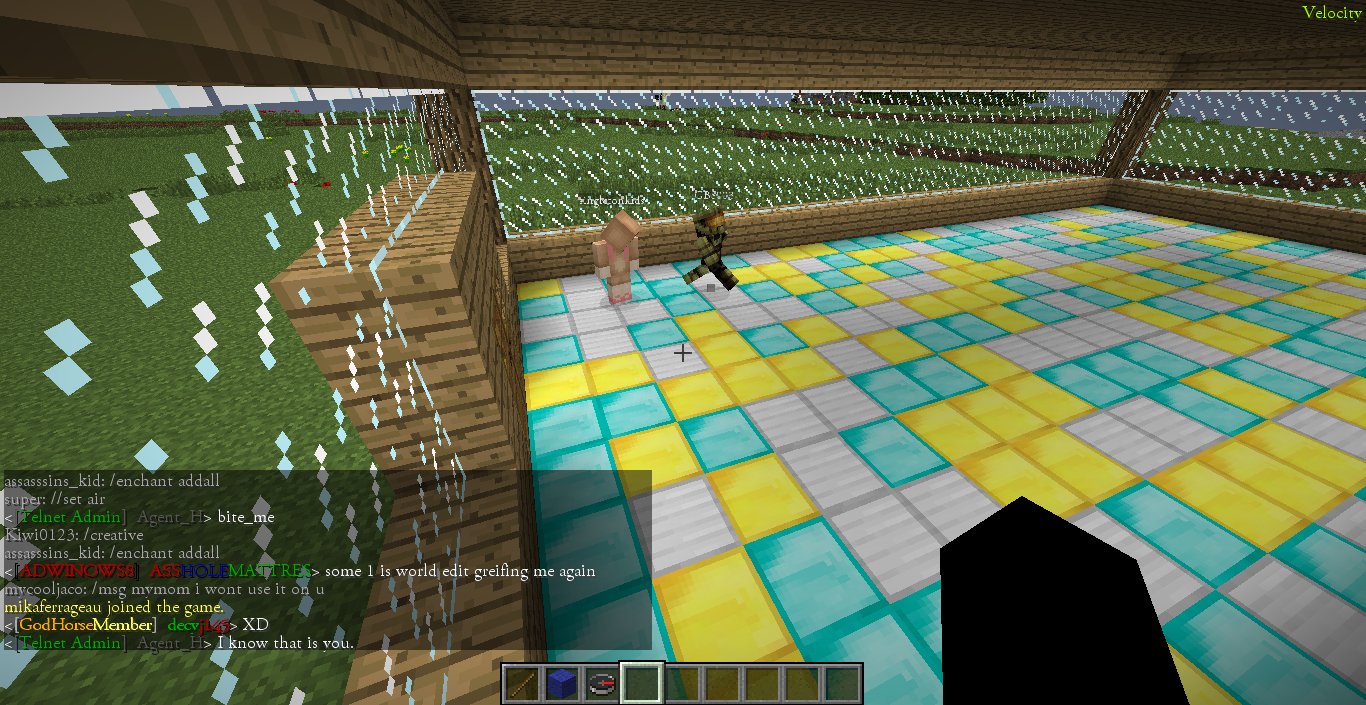 Velocity
assasssins_kid: /enchant addall
super: //set air
<[Telnet Admin] Agent_H> bite_me
Kiwi0123: /creative
assasssins_kid: /enchant addall
<[ADWINOWS8] ASSHOLEMATTRES> some 1 is world edit greifing me again
mycooljaco: /msg mymom i wont use it on u
mikaferrageau joined the game.
<[GodHorseMember] decvj143> XD
<[Telnet Admin] Agent_H> I know that is you.